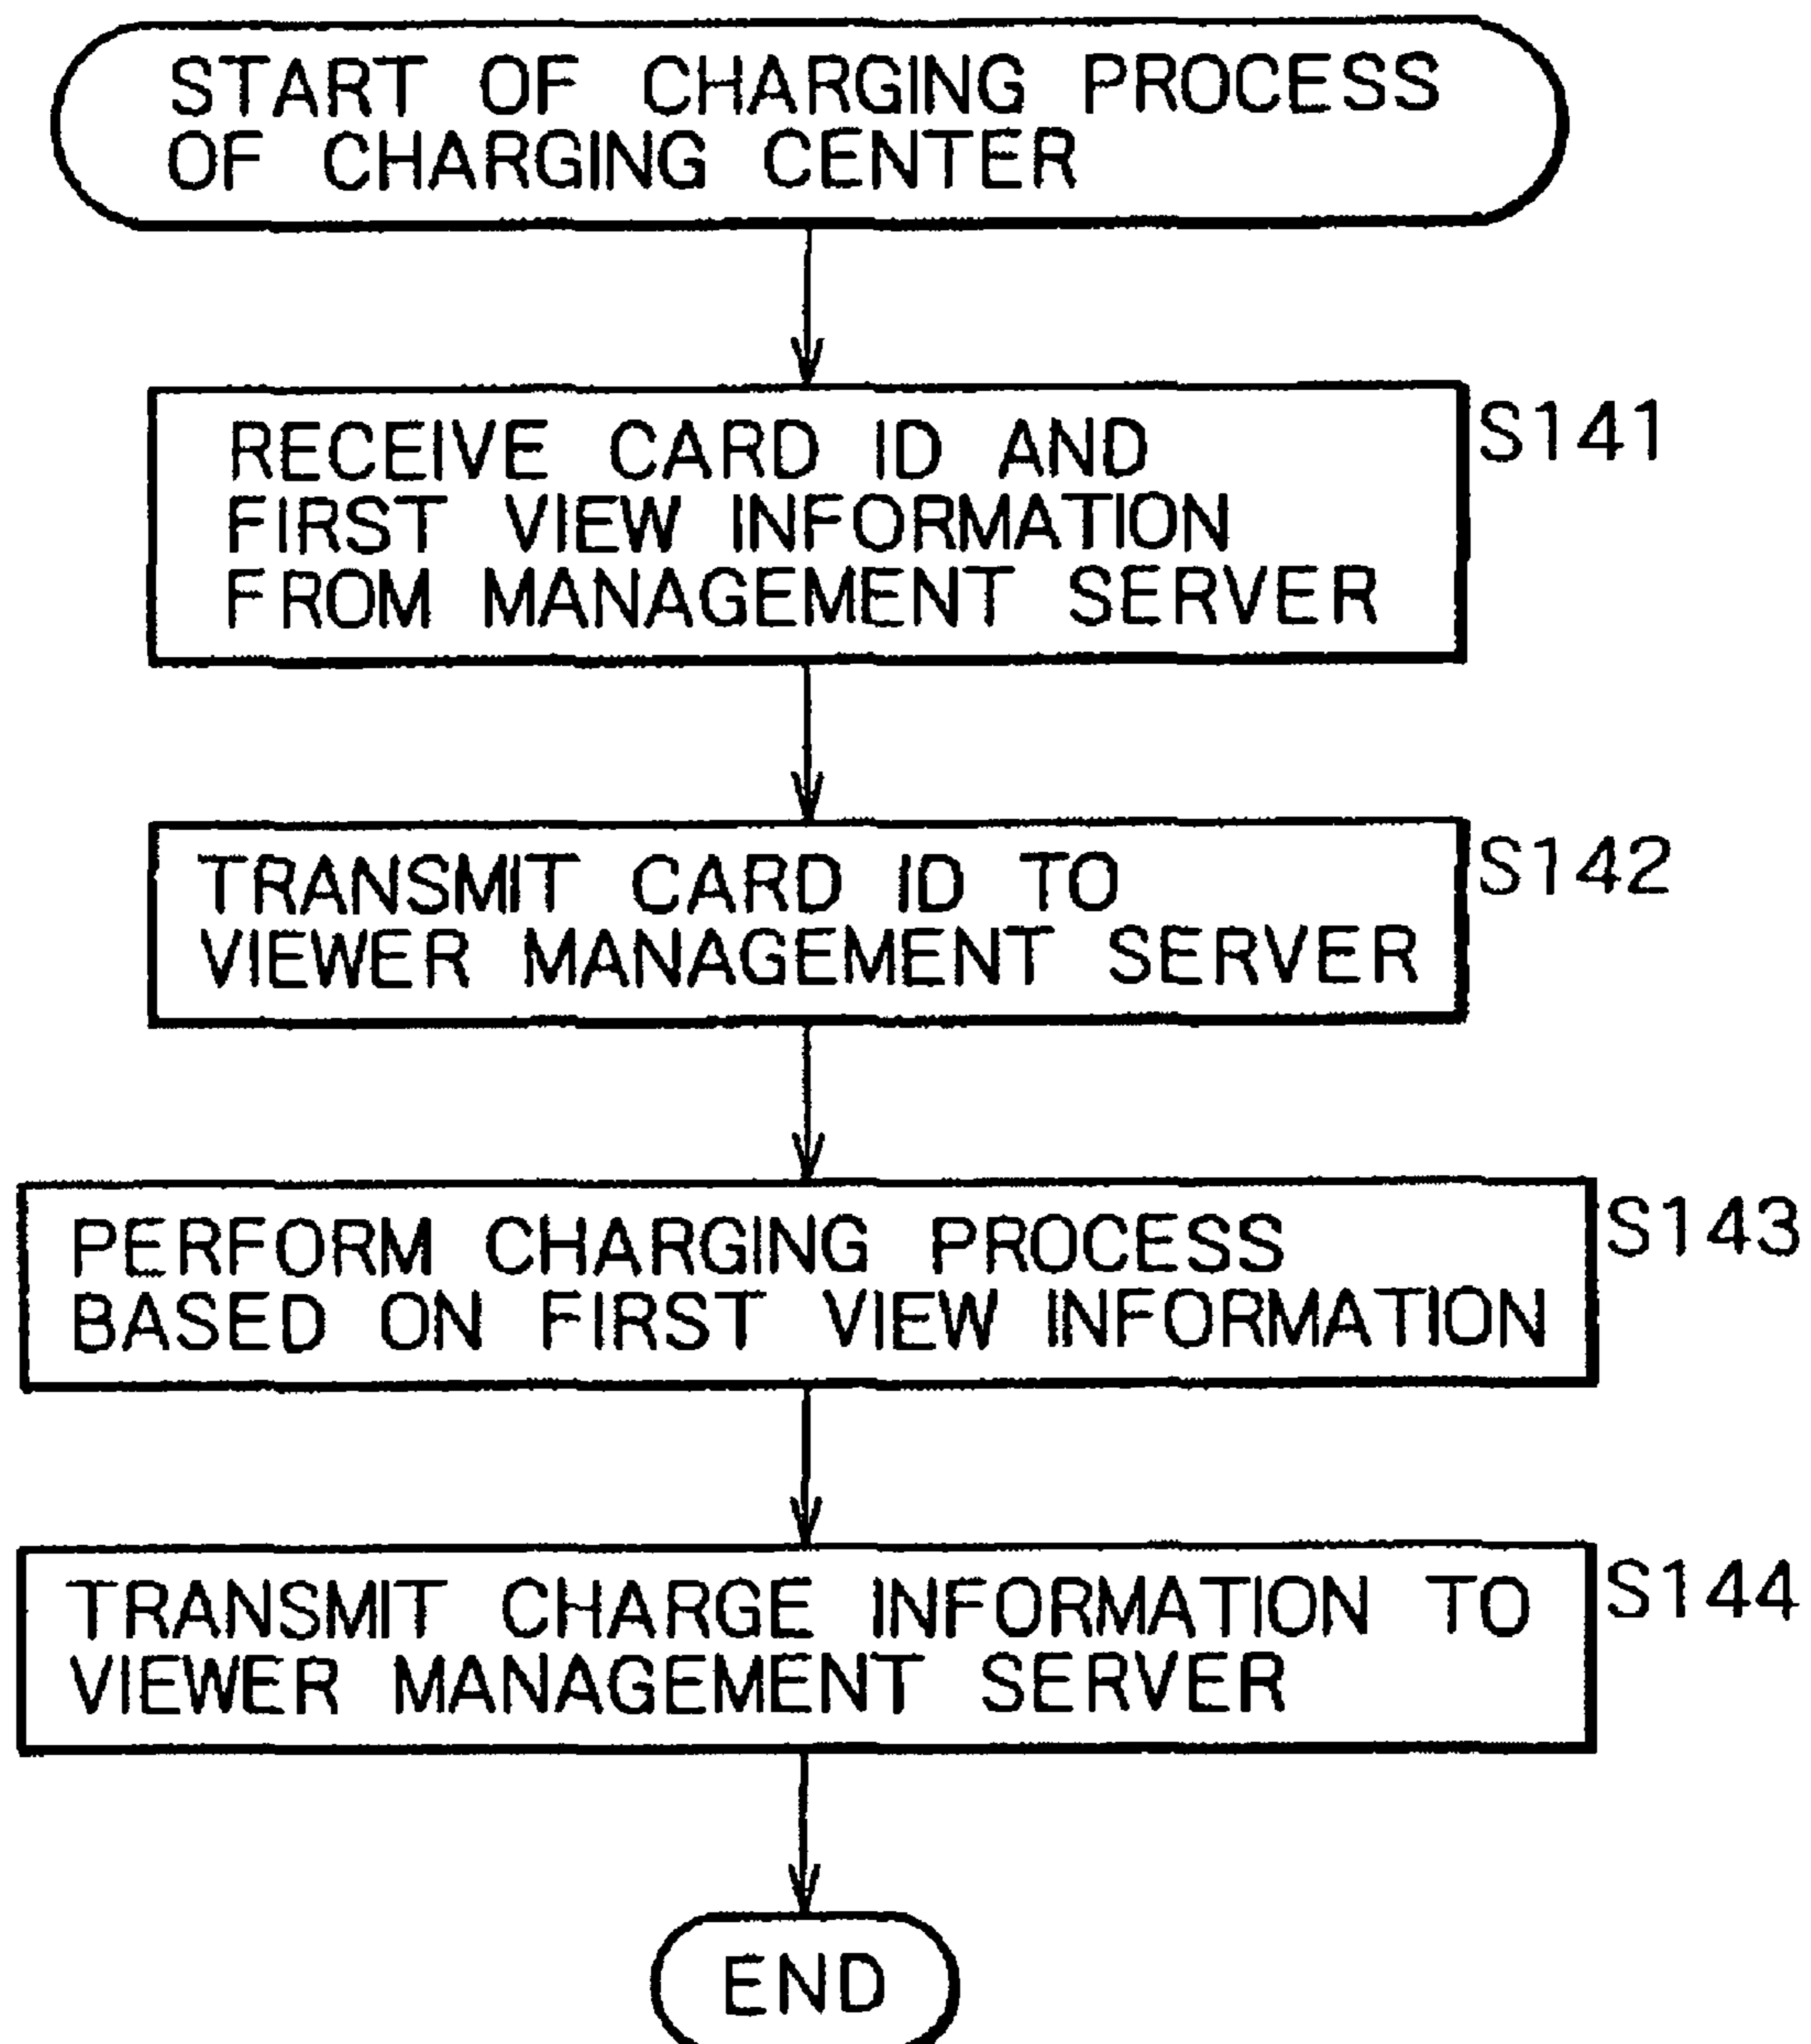 START OF CHARGING PROCESS
OF CHARGING CENTER
RECEIVE CARD ID AND
FIRST VIEW INFORMATION
FROM MANAGEMENT SERVER
S141
TRANSMIT CARD ID TO
VIEWER MANAGEMENT SERVER
S142
PERFORM CHARGING PROCESS
BASED ON FIRST VIEW INFORMATION
S143
TRANSMIT CHARGE INFORMATION TO
VIEWER MANAGEMENT SERVER
S144
END